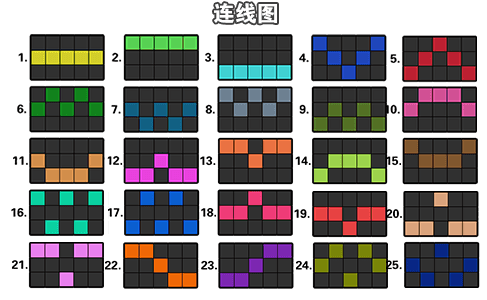 连线图
1. 2. 3. 4. 5.
6. 7. 8. 9. 10.
11. 12. 13. 14. 15.
16. 17. 18. 19. 20.
21. 22. 23. 24. 25.